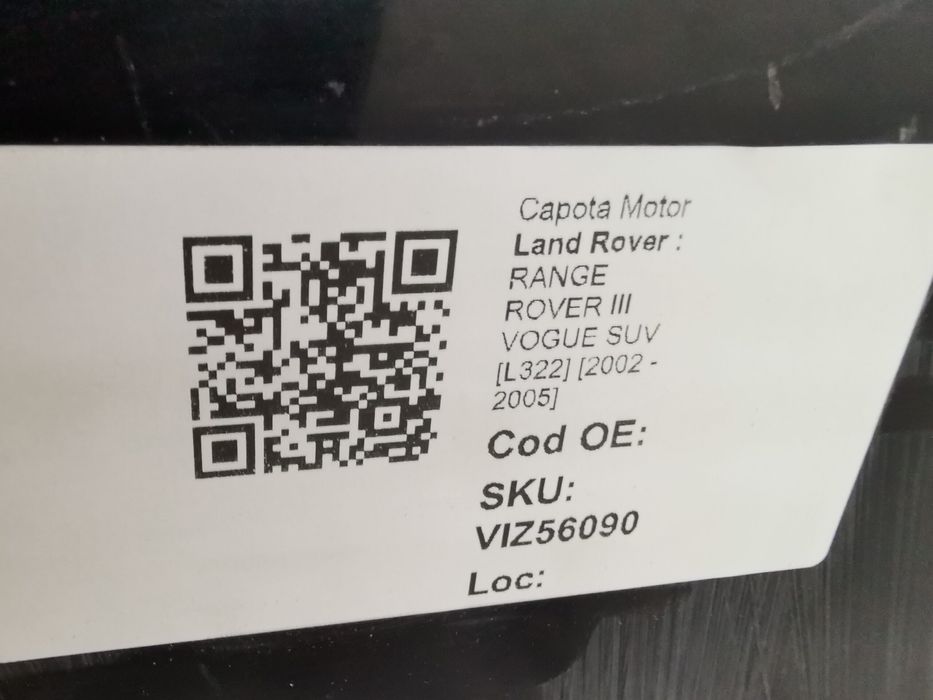 Capota Motor
Land Rover :
RANGE
ROVER III
VOGUE SUV
[L322] [2002 -
2005]
Cod OE:
SKU:
VIZ56090
Loc: